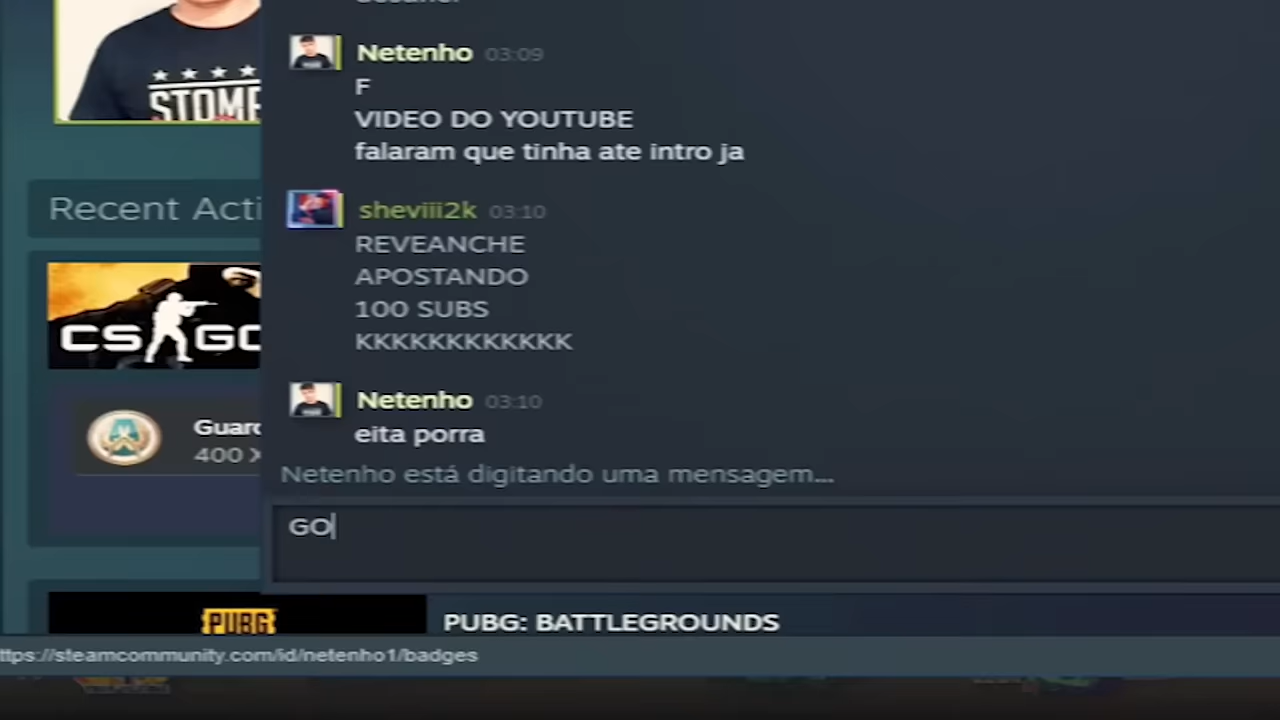 STOMP
Netenho 03:09
F
VIDEO DO YOUTUBE
falaram que tinha ate intro ja
Recent Acti
sheviii2k 03:10
REVEANCHE
APOSTANDO
100 SUBS
KKKKKKKKKKKK
CS GO
Netenho 03:10
eita porra
Guard
400 X
Netenho está digitando uma mensagem...
GO
PUBG
PUBG: BATTLEGROUNDS
ttps://steamcommunity.com/id/netenho1/badges